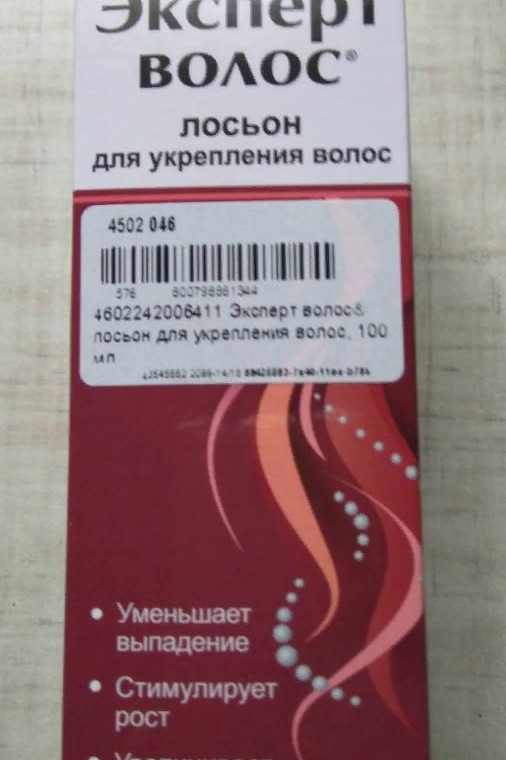 Эксперт
волос®
лосьон
для укрепления волос
4502 046
4602242006411 Эксперт волос®
лосьон для укрепления волос, 100
мл
• Уменьшает
выпадение
• Стимулирует
рост